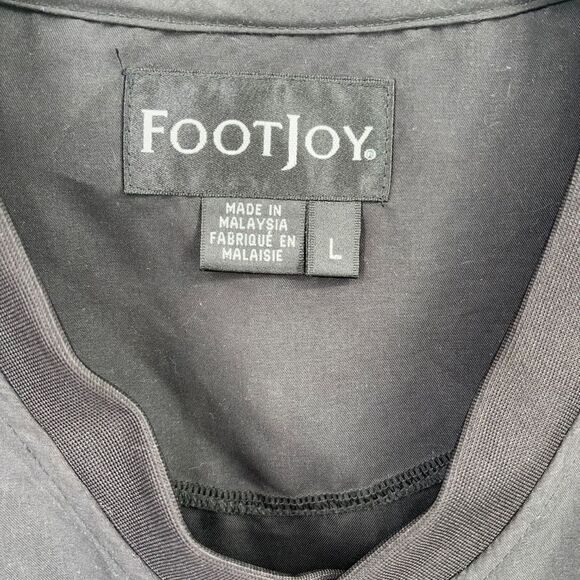 FOOTJOY®
MADE IN
MALAYSIA
FABRIQUÉ EN
MALAISIE
L